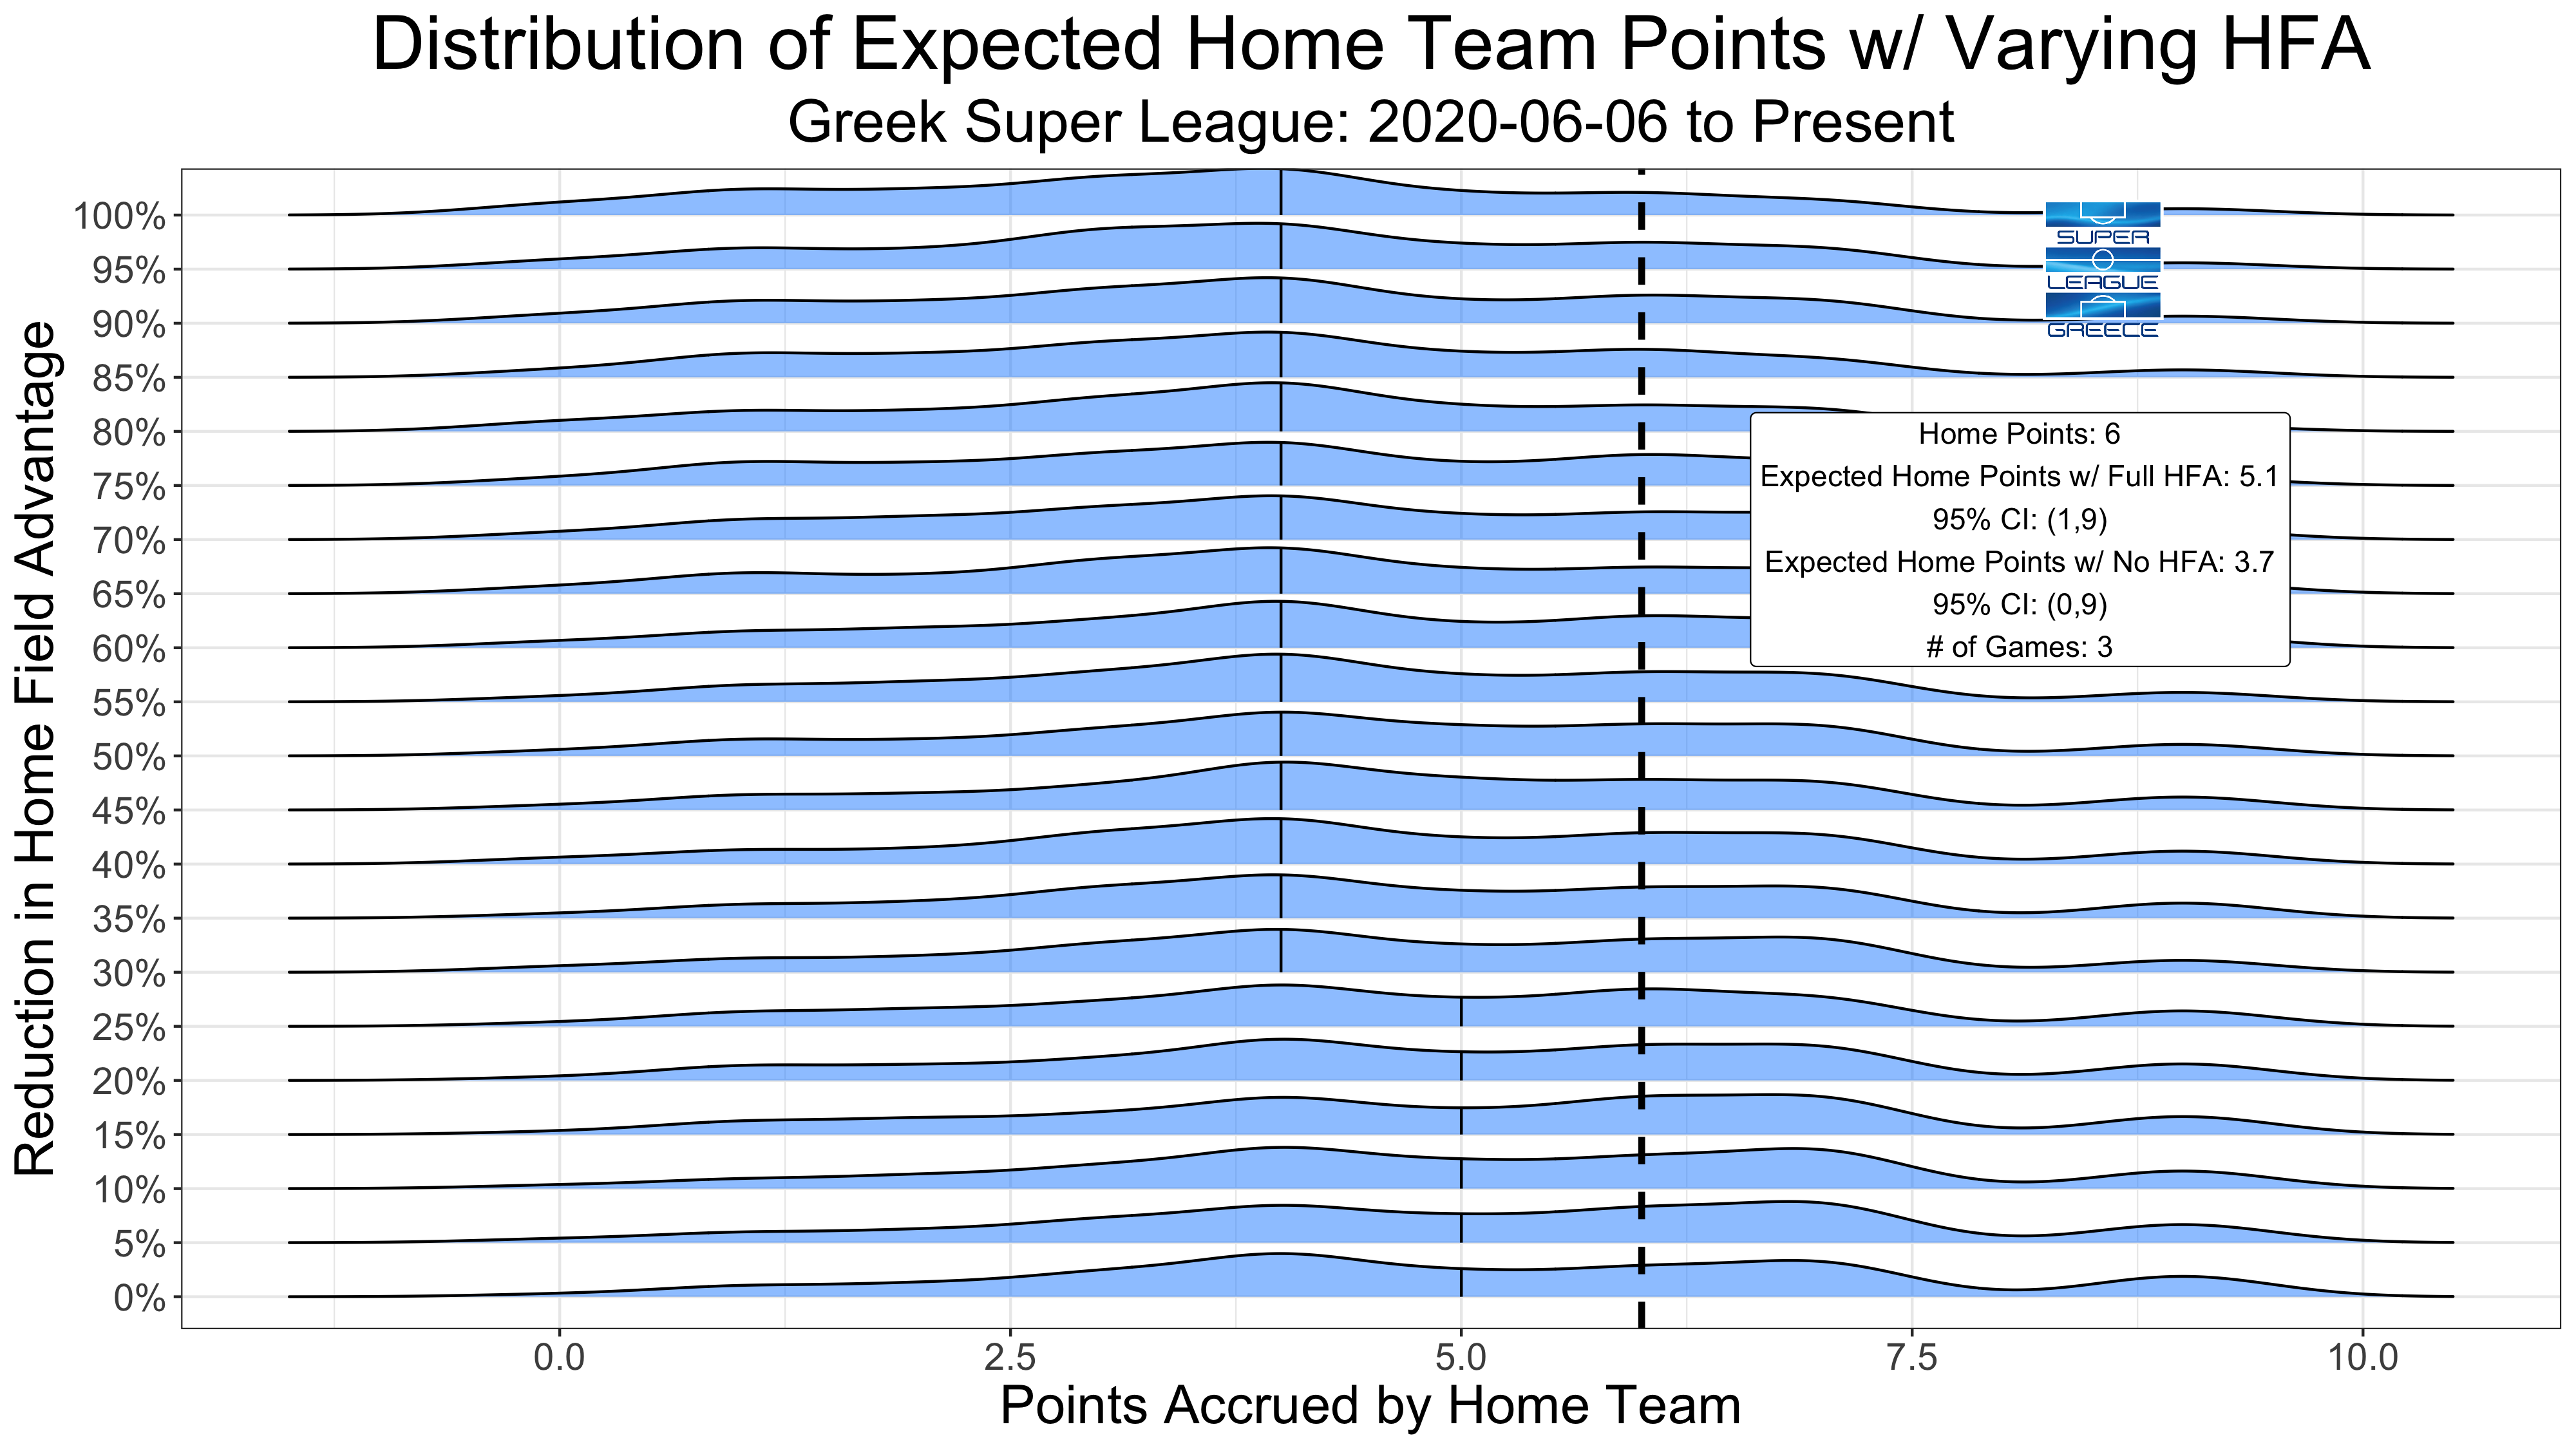 Distribution of Expected Home Team Points w/ Varying HFA
Greek Super League: 2020-06-06 to Present
Reduction in Home Field Advantage
100%
95%
90%
85%
80%
75%
70%
65%
60%
55%
50%
45%
40%
35%
30%
25%
20%
15%
10%
5%
0%
SUPER
LEAGUE
GREECE
Home Points: 6
Expected Home Points w/ Full HFA: 5.1
95% CI: (1,9)
Expected Home Points w/ No HFA: 3.7
95% CI: (0,9)
# of Games: 3
0.0
2.5
5.0
7.5
10.0
Points Accrued by Home Team